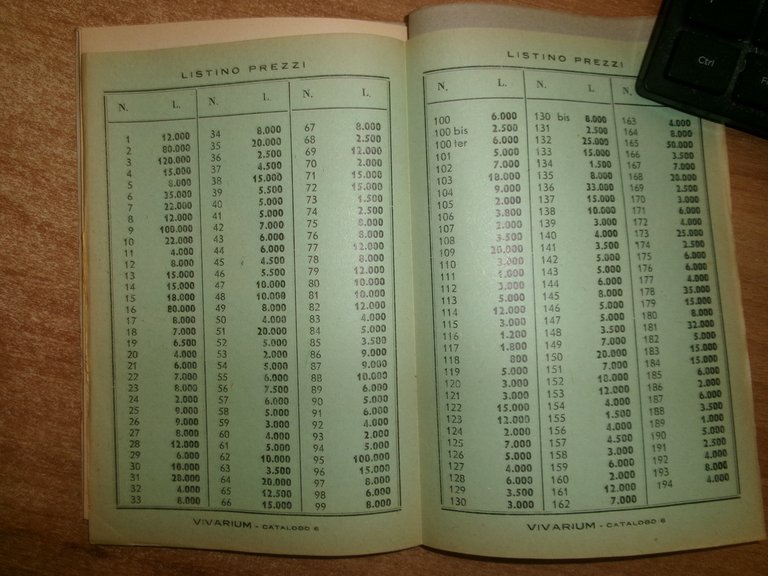 LISTINO PREZZI
N. L. N. L. N. L.
1 12.000 34 8.000 67 8.000
2 80.000 35 20.000 68 2.500
3 120.000 36 2.500 69 12.000
4 15.000 37 4.500 70 2.000
5 8.000 38 15.000 71 15.000
6 35.000 39 5.500 72 15.000
7 22.000 40 5.000 73 1.500
8 12.000 41 5.000 74 2.500
9 100.000 42 7.000 75 8.000
10 22.000 43 6.000 76 8.000
11 4.000 44 6.000 77 12.000
12 8.000 45 4.500 78 8.000
13 15.000 46 5.500 79 12.000
14 15.000 47 10.000 80 10.000
15 18.000 48 10.000 81 10.000
16 80.000 49 8.000 82 12.000
17 8.000 50 4.000 83 4.000
18 7.000 51 20.000 84 5.000
19 6.500 52 5.000 85 3.500
20 4.000 53 2.000 86 9.000
21 6.000 54 5.000 87 9.000
22 7.000 55 6.000 88 10.000
23 8.000 56 7.500 89 6.000
24 2.000 57 6.000 90 5.000
25 9.000 58 5.000 91 6.000
26 9.000 59 3.000 92 4.000
27 8.000 60 4.000 93 2.000
28 12.000 61 5.000 94 5.000
29 6.000 62 10.000 95 100.000
30 10.000 63 3.500 96 15.000
31 28.000 64 20.000 97 8.000
32 4.000 65 12.500 98 6.000
33 8.000 66 15.000 99 8.000
VIVARIUM - CATALOGO 6
LISTINO PREZZI
N. L. N. L. N.
100 6.000 130 bis 8.000 163 4.000
100 bis 2.500 131 2.500 164 8.000
100 ter 6.000 132 25.000 165 50.000
101 5.000 133 15.000 166 3.500
102 7.000 134 1.500 167 7.000
103 18.000 135 8.000 168 20.000
104 9.000 136 33.000 169 2.500
105 2.000 137 15.000 170 3.000
106 3.800 138 10.000 171 6.000
107 2.000 139 3.000 172 4.000
108 3.500 140 4.000 173 25.000
109 20.000 141 3.500 174 2.500
110 3.000 142 5.000 175 6.000
111 1.000 143 5.000 176 6.000
112 3.000 144 6.000 177 4.000
113 5.000 145 8.000 178 35.000
114 12.000 146 5.000 179 15.000
115 3.000 147 5.000 180 8.000
116 1.200 148 3.500 181 32.000
117 1.800 149 7.000 182 5.000
118 800 150 20.000 183 15.000
119 5.000 151 7.000 184 15.000
120 3.000 152 18.000 185 6.000
121 3.000 153 12.000 186 2.000
122 15.000 154 4.000 187 6.000
123 12.000 155 1.500 188 3.500
124 2.000 156 4.000 189 1.000
125 7.000 157 4.500 190 5.000
126 5.000 158 3.000 191 2.500
127 4.000 159 6.000 192 4.000
128 6.000 160 2.000 193 8.000
129 3.500 161 12.000 194 4.000
130 3.000 162 7.000
VIVARIUM - CATALOGO 6
Ctrl